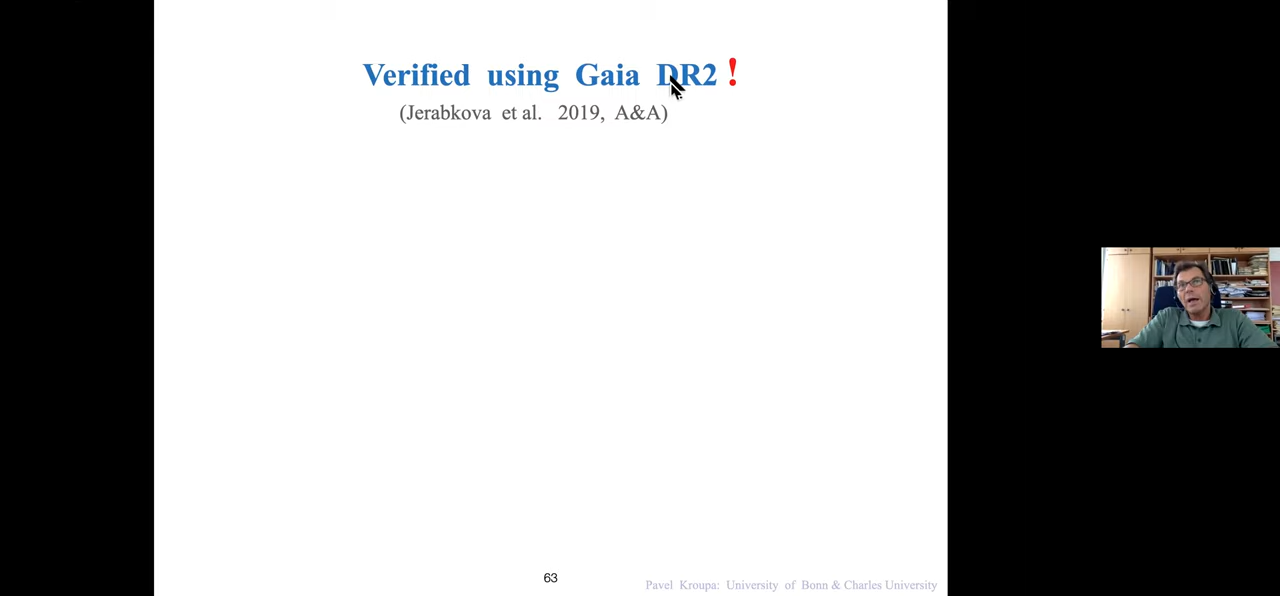 Verified using Gaia DR2 !
(Jerabkova et al. 2019, A&A)
63
Pavel Kroupa: University of Bonn & Charles University